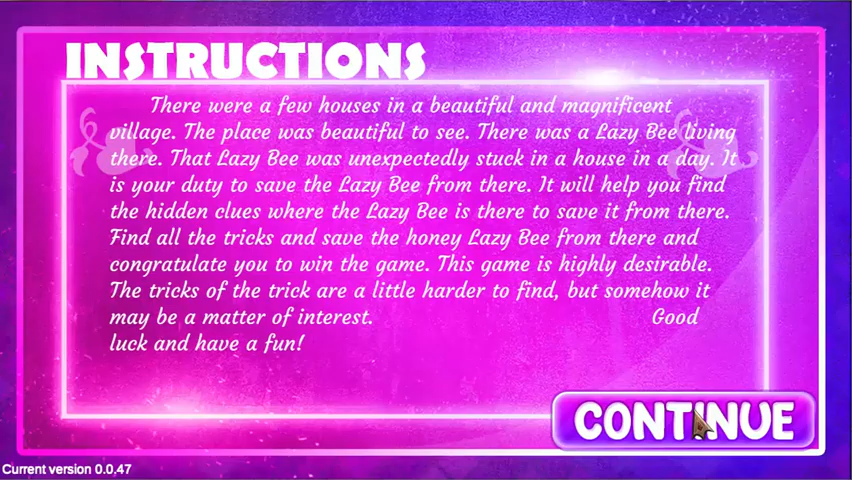 INSTRUCTIONS
There were a few houses in a beautiful and magnificent
village. The place was beautiful to see. There was a Lazy Bee living
there. That Lazy Bee was unexpectedly stuck in a house in a day. It
is your duty to save the Lazy Bee from there. It will help you find
the hidden clues where the Lazy Bee is there to save it from there.
Find all the tricks and save the honey Lazy Bee from there and
congratulate you to win the game. This game is highly desirable.
The tricks of the trick are a little harder to find, but somehow it
may be a matter of interest. Good
luck and have a fun!
CONTINUE
Current version 0.0.47